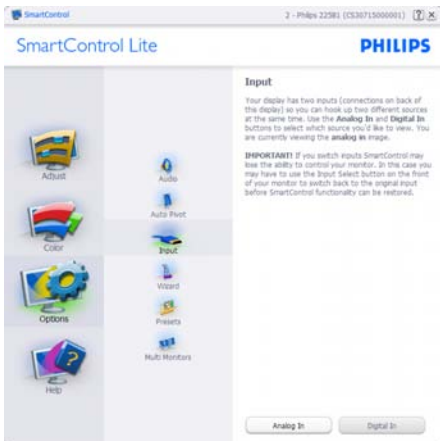 SmartControl
2 - Philips 225B1 (CS30715000001)
SmartControl Lite
PHILIPS
Adjust
Color
Options
Help
Audio
Auto Pivot
Input
Wizard
Presets
Multi Monitors
Input
Your display has two inputs (connections on back of
this display) so you can hook up two different sources
at the same time. Use the Analog In and Digital In
buttons to select which source you'd like to view. You
are currently viewing the analog in image.
IMPORTANT! If you switch inputs SmartControl may
lose the ability to control your monitor. In this case you
may have to use the Input Select button on the front
of your monitor to switch back to the original input
before SmartControl functionality can be restored.
Analog In
Digital In